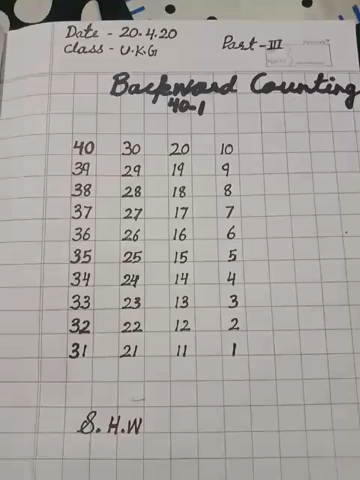 Date - 20.4.20
Class - U.K.G
Part - III
Backward Counting
40-1
40 30 20 10
39 29 19 9
38 28 18 8
37 27 17 7
36 26 16 6
35 25 15 5
34 24 14 4
33 23 13 3
32 22 12 2
31 21 11 1
S. H.W